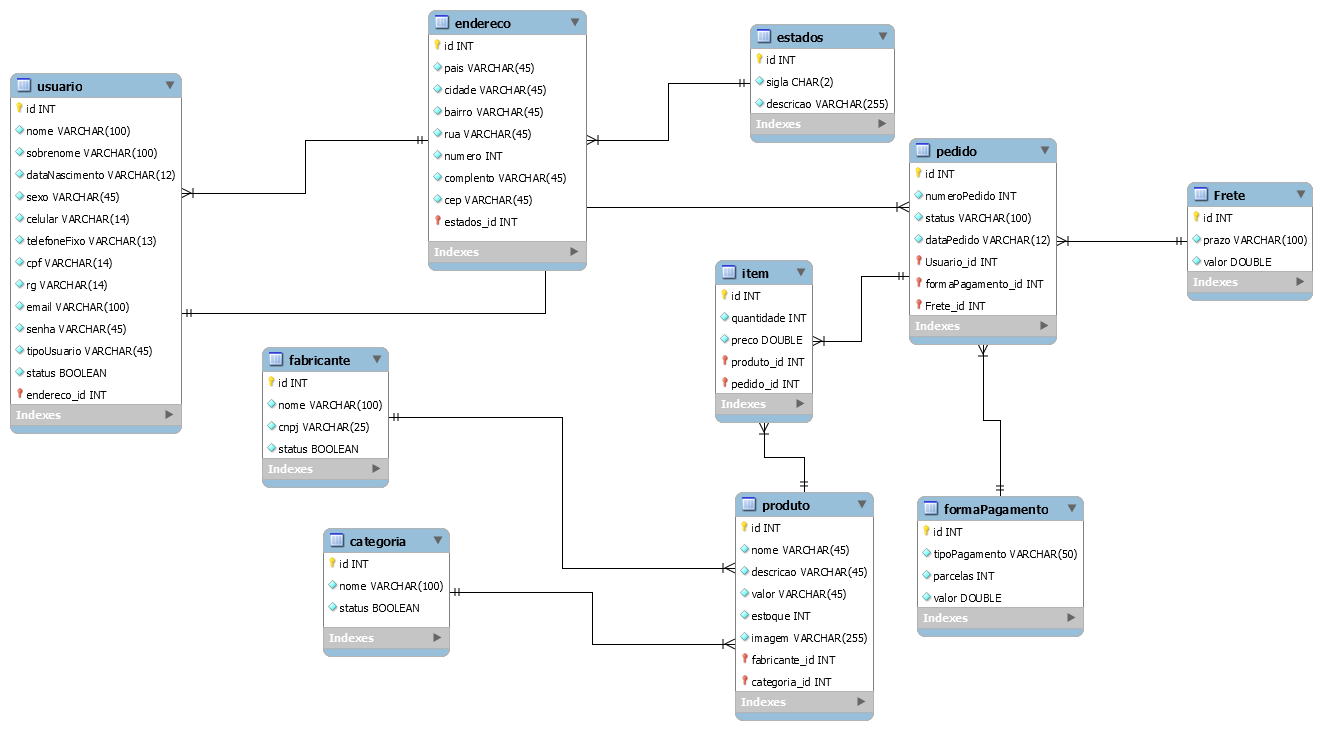 usuario
id INT
nome VARCHAR(100)
sobrenome VARCHAR(100)
dataNascimento VARCHAR(12)
sexo VARCHAR(45)
celular VARCHAR(14)
telefoneFixo VARCHAR(13)
cpf VARCHAR(14)
rg VARCHAR(14)
email VARCHAR(100)
senha VARCHAR(45)
tipoUsuario VARCHAR(45)
status BOOLEAN
endereco_id INT
Indexes
endereco
id INT
pais VARCHAR(45)
cidade VARCHAR(45)
bairro VARCHAR(45)
rua VARCHAR(45)
numero INT
complento VARCHAR(45)
cep VARCHAR(45)
estados_id INT
Indexes
estados
id INT
sigla CHAR(2)
descricao VARCHAR(255)
Indexes
pedido
id INT
numeroPedido INT
status VARCHAR(100)
dataPedido VARCHAR(12)
Usuario_id INT
formaPagamento_id INT
Frete_id INT
Indexes
Frete
id INT
prazo VARCHAR(100)
valor DOUBLE
Indexes
item
id INT
quantidade INT
preco DOUBLE
produto_id INT
pedido_id INT
Indexes
fabricante
id INT
nome VARCHAR(100)
cnpj VARCHAR(25)
status BOOLEAN
Indexes
categoria
id INT
nome VARCHAR(100)
status BOOLEAN
Indexes
produto
id INT
nome VARCHAR(45)
descricao VARCHAR(45)
valor VARCHAR(45)
estoque INT
imagem VARCHAR(255)
fabricante_id INT
categoria_id INT
Indexes
formaPagamento
id INT
tipoPagamento VARCHAR(50)
parcelas INT
valor DOUBLE
Indexes